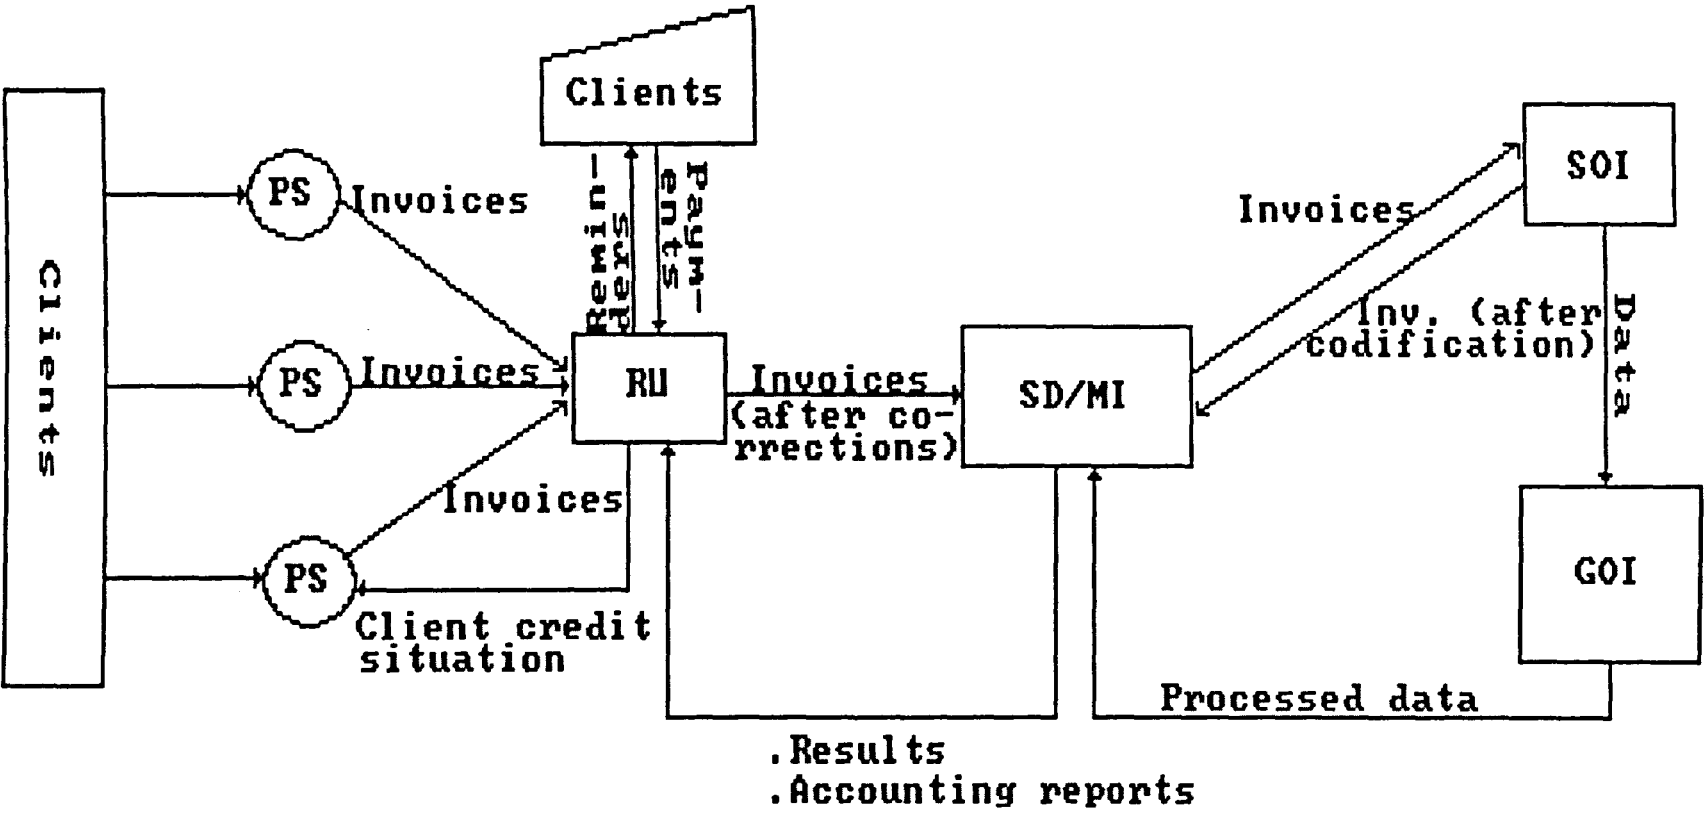 Clients
Clients
PS
Invoices
Remin-
ders
Paym-
ents
SOI
Invoices
Inv. (after
codification)
Data
PS
Invoices
RU
Invoices
(after co-
rrections)
SD/MI
Invoices
PS
Client credit
situation
GOI
Processed data
.Results
.Accounting reports